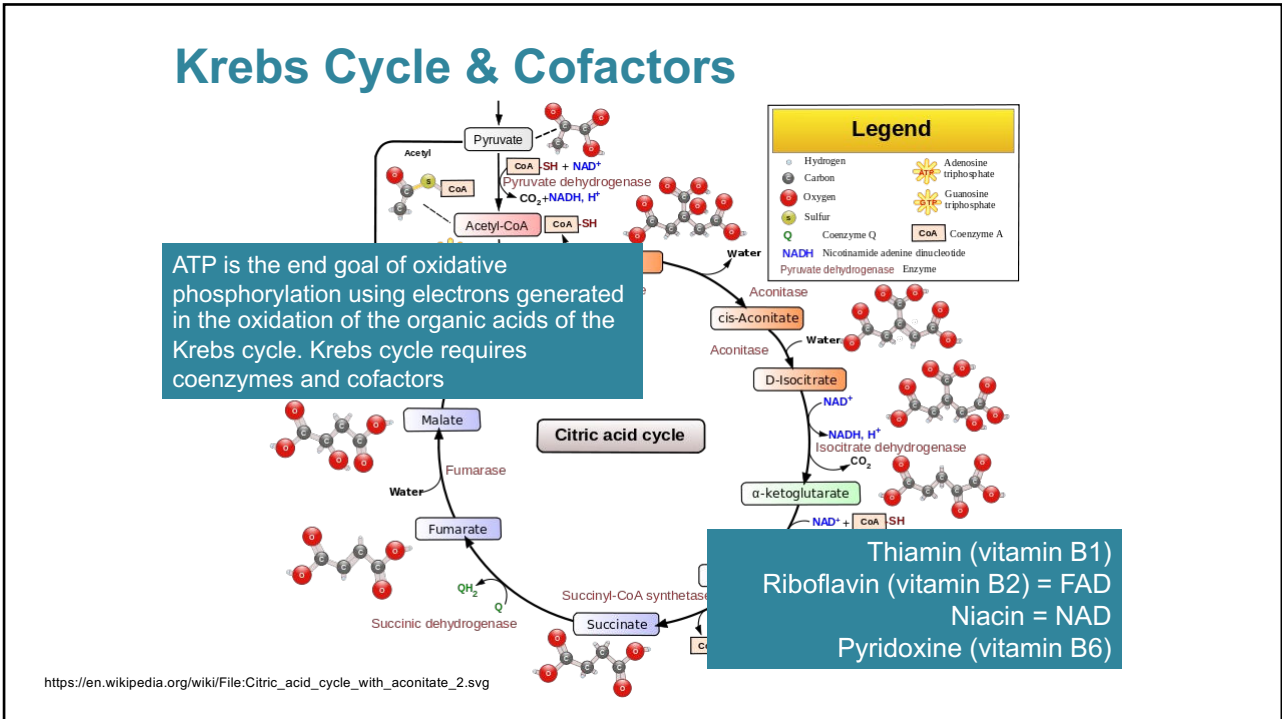 Krebs Cycle & Cofactors
Pyruvate
Acetyl
CoA -SH + NAD⁺
Pyruvate dehydrogenase
CO₂+NADH, H⁺
S CoA
Acetyl-CoA
CoA -SH
Water
Legend
Hydrogen
Carbon
Oxygen
S Sulfur
Q Coenzyme Q
NADH Nicotinamide adenine dinucleotide
Pyruvate dehydrogenase Enzyme
ATP Adenosine
triphosphate
GTP Guanosine
triphosphate
CoA Coenzyme A
ATP is the end goal of oxidative
phosphorylation using electrons generated
in the oxidation of the organic acids of the
Krebs cycle. Krebs cycle requires
coenzymes and cofactors
Aconitase
cis-Aconitate
Aconitase
Water
D-Isocitrate
NAD⁺
NADH, H⁺
Isocitrate dehydrogenase
CO₂
α-ketoglutarate
NAD⁺ + CoA -SH
Citric acid cycle
Malate
Fumarase
Water
Fumarate
QH₂
Q
Succinic dehydrogenase
Succinyl-CoA synthetase
Succinate
Thiamin (vitamin B1)
Riboflavin (vitamin B2) = FAD
Niacin = NAD
Pyridoxine (vitamin B6)
https://en.wikipedia.org/wiki/File:Citric_acid_cycle_with_aconitate_2.svg